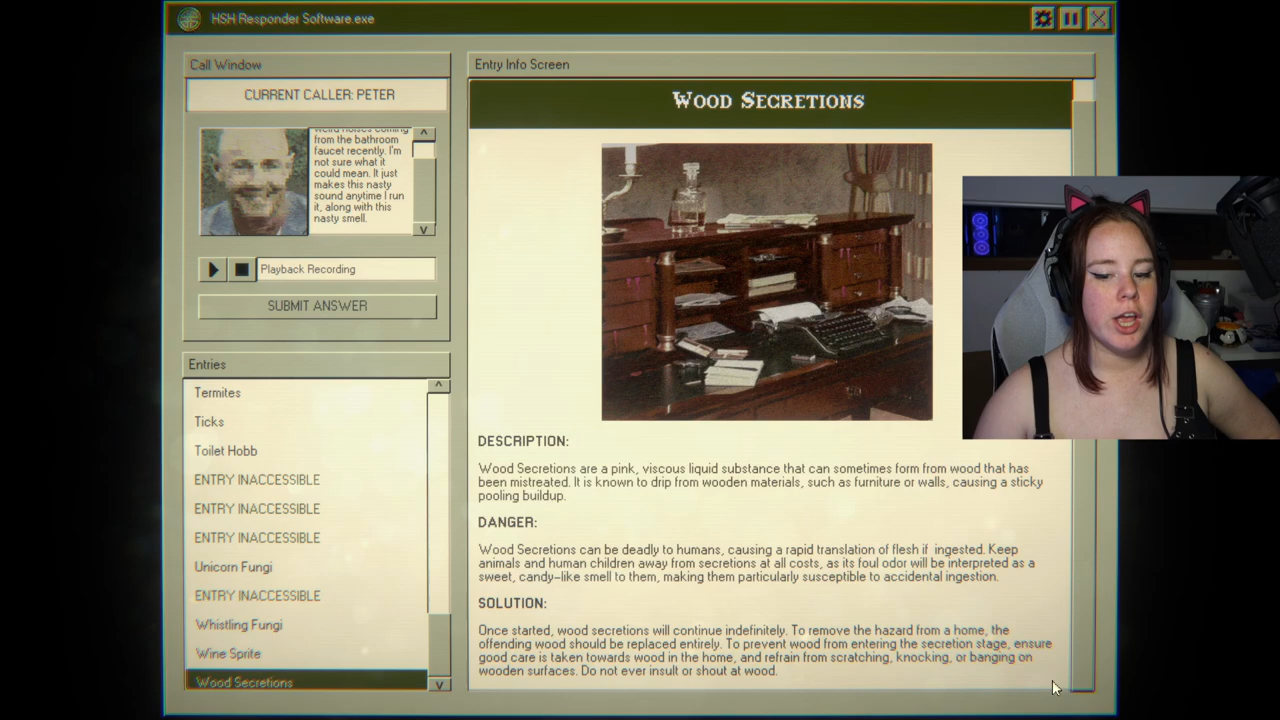 HSH Responder Software.exe
Call Window
CURRENT CALLER: PETER
weird noises coming
from the bathroom
faucet recently. I'm
not sure what it
could mean. It just
makes this nasty
sound anytime I run
it, along with this
nasty smell.
Playback Recording
SUBMIT ANSWER
Entries
Termites
Ticks
Toilet Hobb
ENTRY INACCESSIBLE
ENTRY INACCESSIBLE
ENTRY INACCESSIBLE
Unicorn Fungi
ENTRY INACCESSIBLE
Whistling Fungi
Wine Sprite
Wood Secretions
Entry Info Screen
WOOD SECRETIONS
DESCRIPTION:
Wood Secretions are a pink, viscous liquid substance that can sometimes form from wood that has
been mistreated. It is known to drip from wooden materials, such as furniture or walls, causing a sticky
pooling buildup.
DANGER:
Wood Secretions can be deadly to humans, causing a rapid translation of flesh if ingested. Keep
animals and human children away from secretions at all costs, as its foul odor will be interpreted as a
sweet, candy-like smell to them, making them particularly susceptible to accidental ingestion.
SOLUTION:
Once started, wood secretions will continue indefinitely. To remove the hazard from a home, the
offending wood should be replaced entirely. To prevent wood from entering the secretion stage, ensure
good care is taken towards wood in the home, and refrain from scratching, knocking, or banging on
wooden surfaces. Do not ever insult or shout at wood.